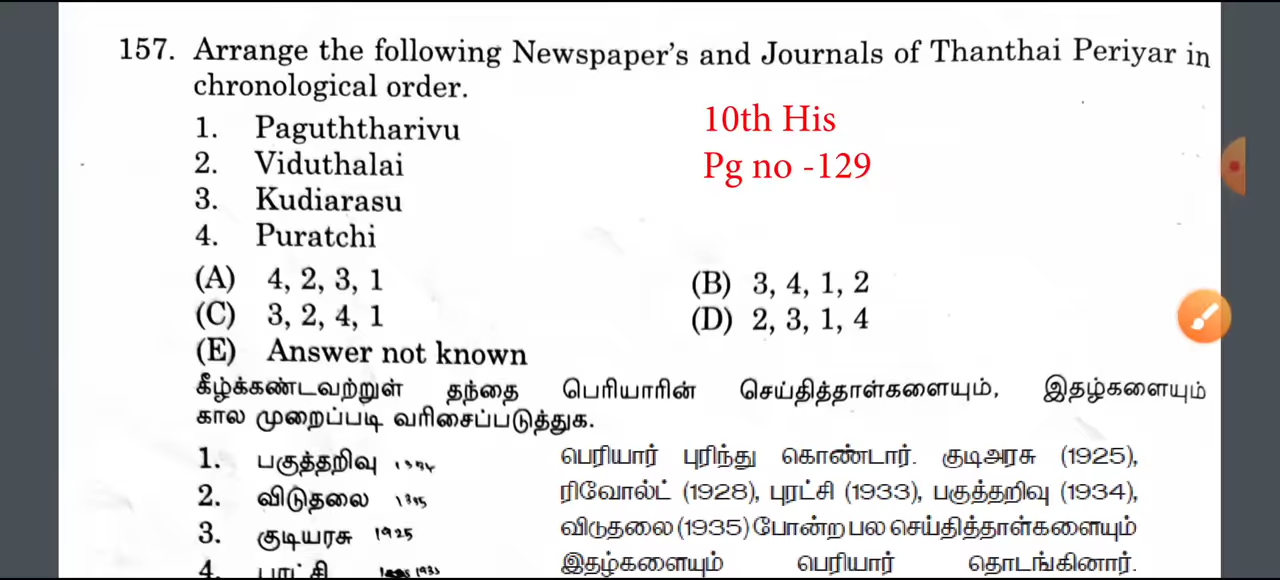 157. Arrange the following Newspaper's and Journals of Thanthai Periyar in
chronological order.
1. Paguththarivu
2. Viduthalai
3. Kudiarasu
4. Puratchi
10th His
Pg no -129
(A) 4, 2, 3, 1
(B) 3, 4, 1, 2
(C) 3, 2, 4, 1
(D) 2, 3, 1, 4
(E) Answer not known
கீழ்க்கண்டவற்றுள் தந்தை பெரியாரின் செய்தித்தாள்களையும், இதழ்களையும்
கால முறைப்படி வரிசைப்படுத்துக.
1. பகுத்தறிவு
2. விடுதலை
3. குடியரசு 1925
4. புரட்சி 1933
பெரியார் புரிந்து கொண்டார். குடிஅரசு (1925),
ரிவோல்ட் (1928), புரட்சி (1933), பகுத்தறிவு (1934),
விடுதலை (1935) போன்ற பல செய்தித்தாள்களையும்
இதழ்களையும் பெரியார் தொடங்கினார்.